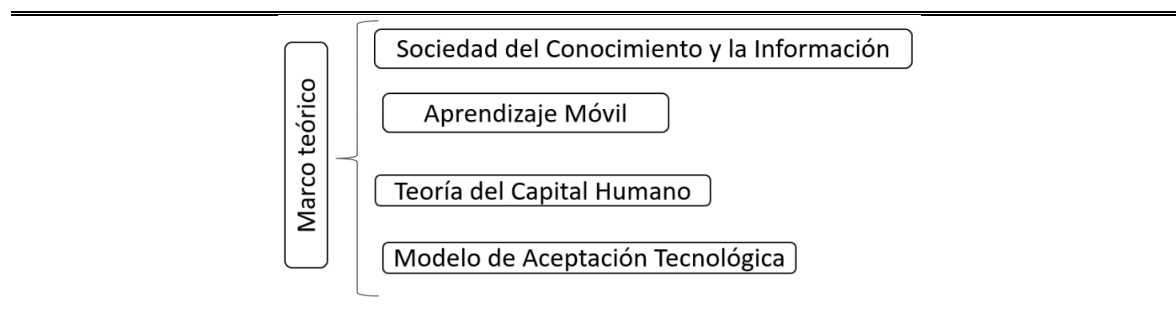 Marco teórico
Sociedad del Conocimiento y la Información
Aprendizaje Móvil
Teoría del Capital Humano
Modelo de Aceptación Tecnológica